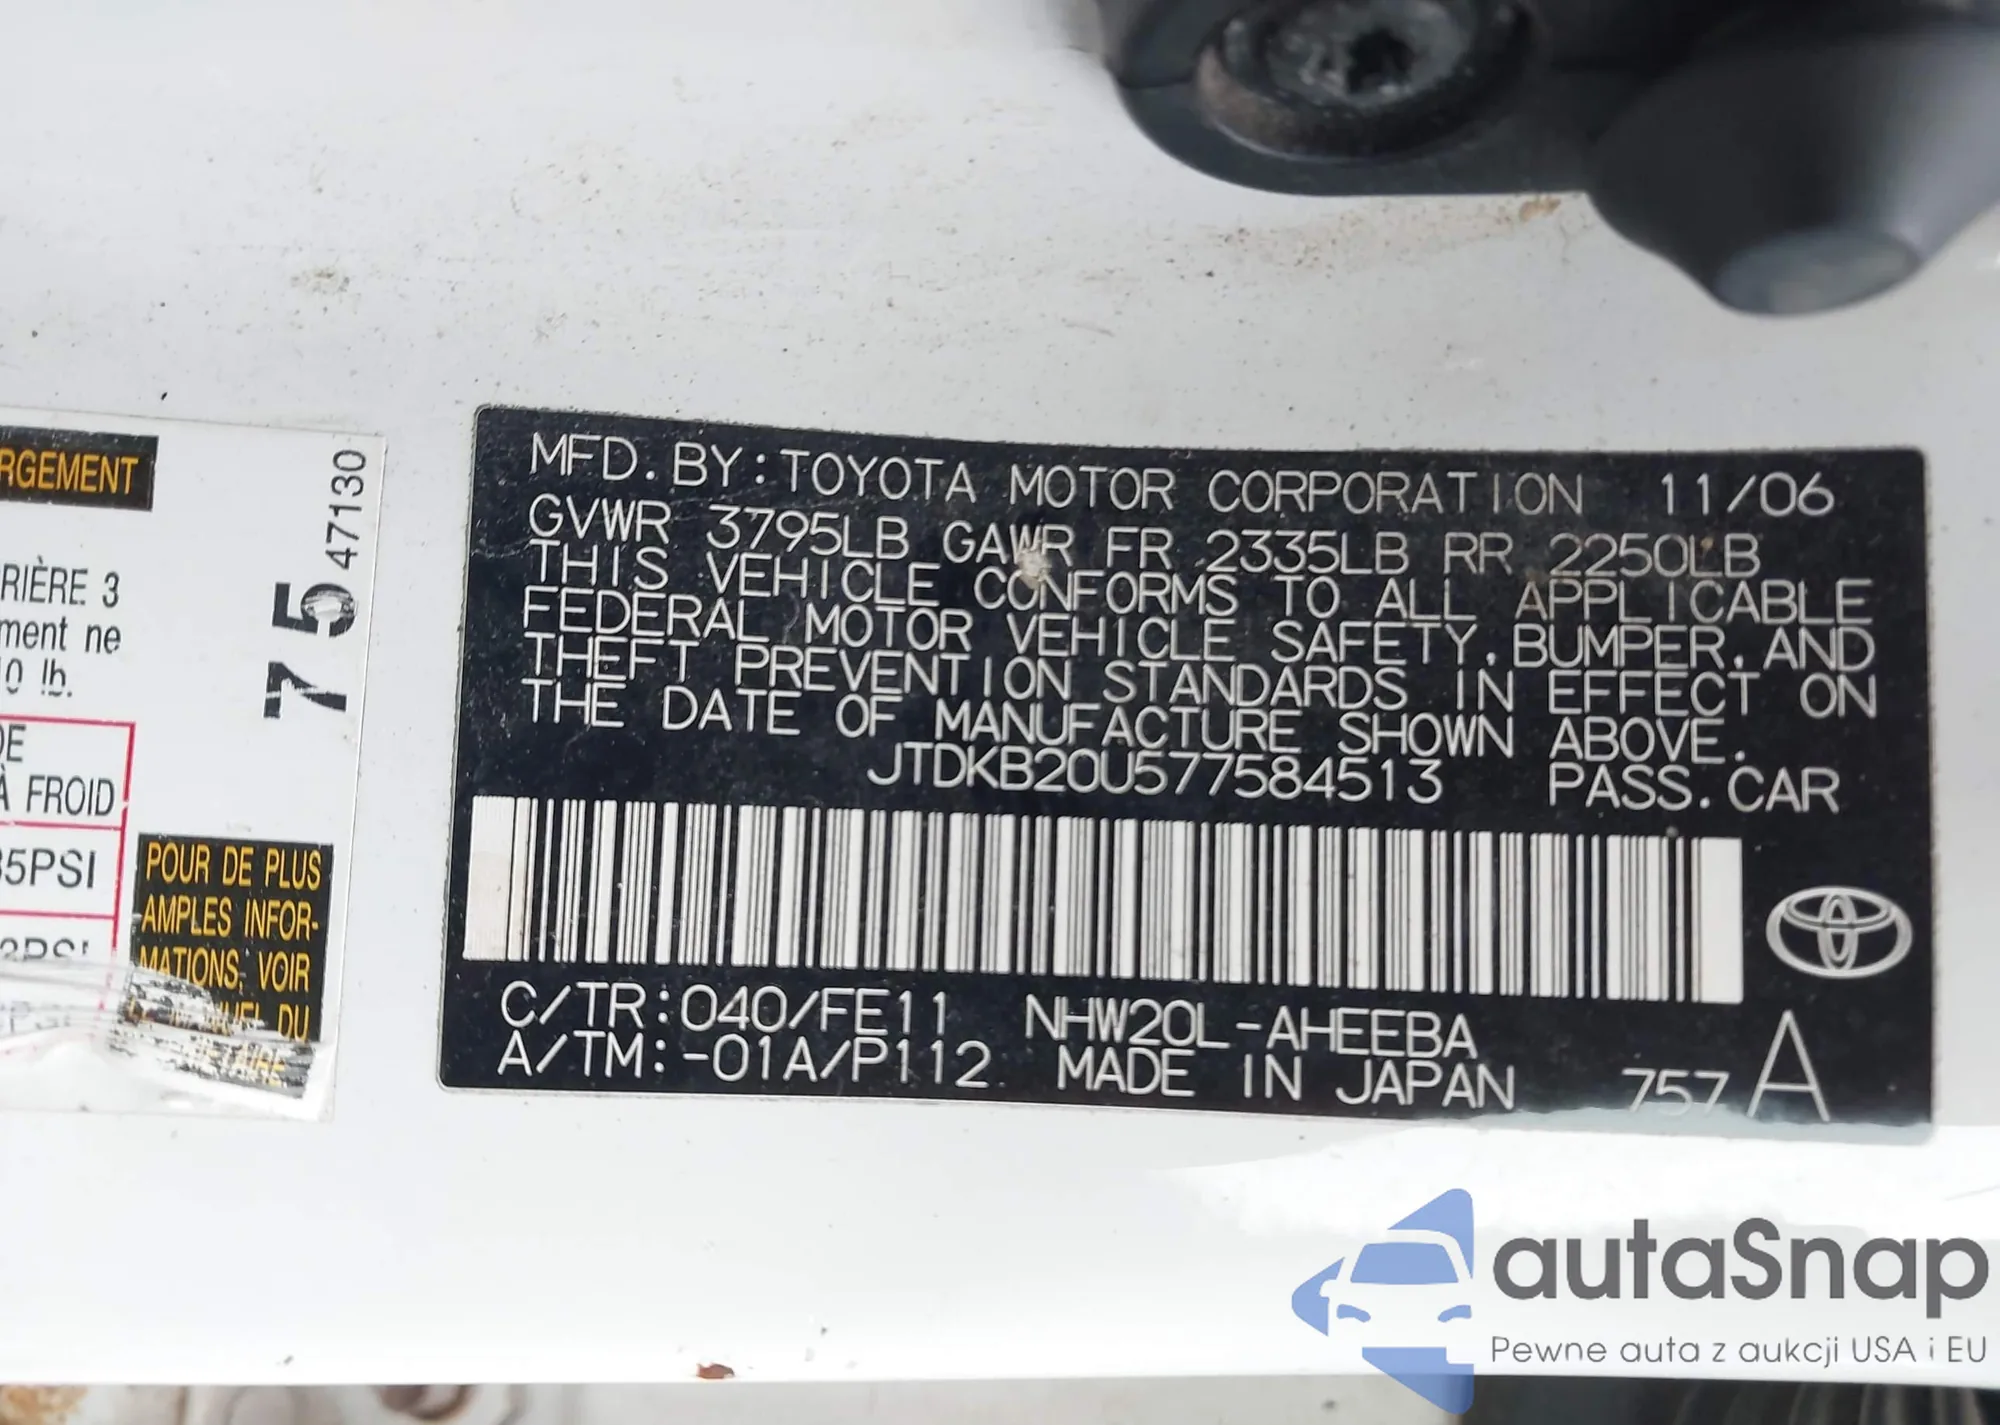 RGEMENT
RIÈRE 3
ment ne
0 lb.
DE
À FROID
35PSI
POUR DE PLUS
AMPLES INFOR-
MATIONS, VOIR
MANUEL DU
75 47130
MFD. BY: TOYOTA MOTOR CORPORATION 11/06
GVWR 3795LB GAWR FR 2335LB RR 2250LB
THIS VEHICLE CONFORMS TO ALL APPLICABLE
FEDERAL MOTOR VEHICLE SAFETY, BUMPER, AND
THEFT PREVENTION STANDARDS IN EFFECT ON
THE DATE OF MANUFACTURE SHOWN ABOVE.
JTDKB20U577584513 PASS. CAR
C/TR: 040/FE11 NHW20L-AHEEBA
A/TM: -01A/P112 MADE IN JAPAN 757 A
autaSnap
Pewne auta z aukcji USA i EU